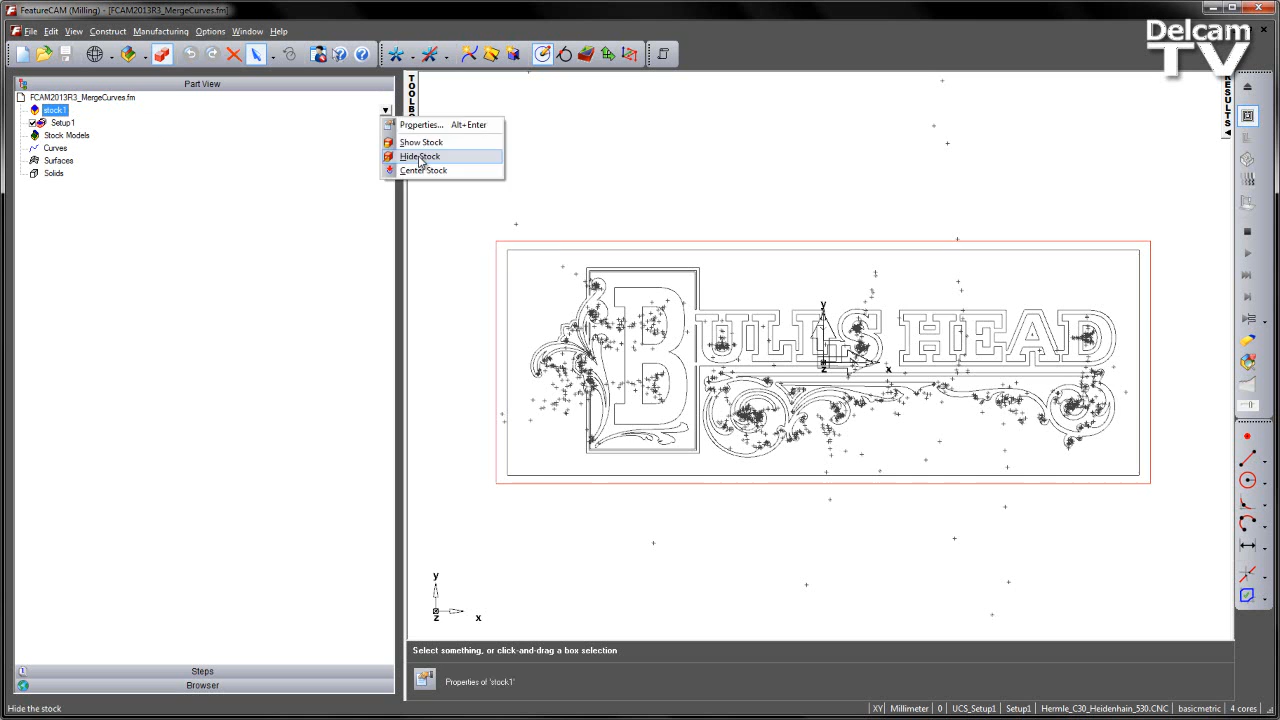 FeatureCAM (Milling) - [FCAM2013R3_MergeCurves.fm]
File Edit View Construct Manufacturing Options Window Help
Delcam
TV
Part View
FCAM2013R3_MergeCurves.fm
stock1
Setup1
Stock Models
Curves
Surfaces
Solids
Properties... Alt+Enter
Show Stock
Hide Stock
Center Stock
TOOLBO
RESULTS
BULLS HEAD
y
x
z
y
x
z
Select something, or click-and-drag a box selection
Properties of 'stock1'
Steps
Browser
Hide the stock
XY Millimeter 0 UCS_Setup1 Setup1 Hermle_C30_Heidenhain_530.CNC basicmetric 4 cores